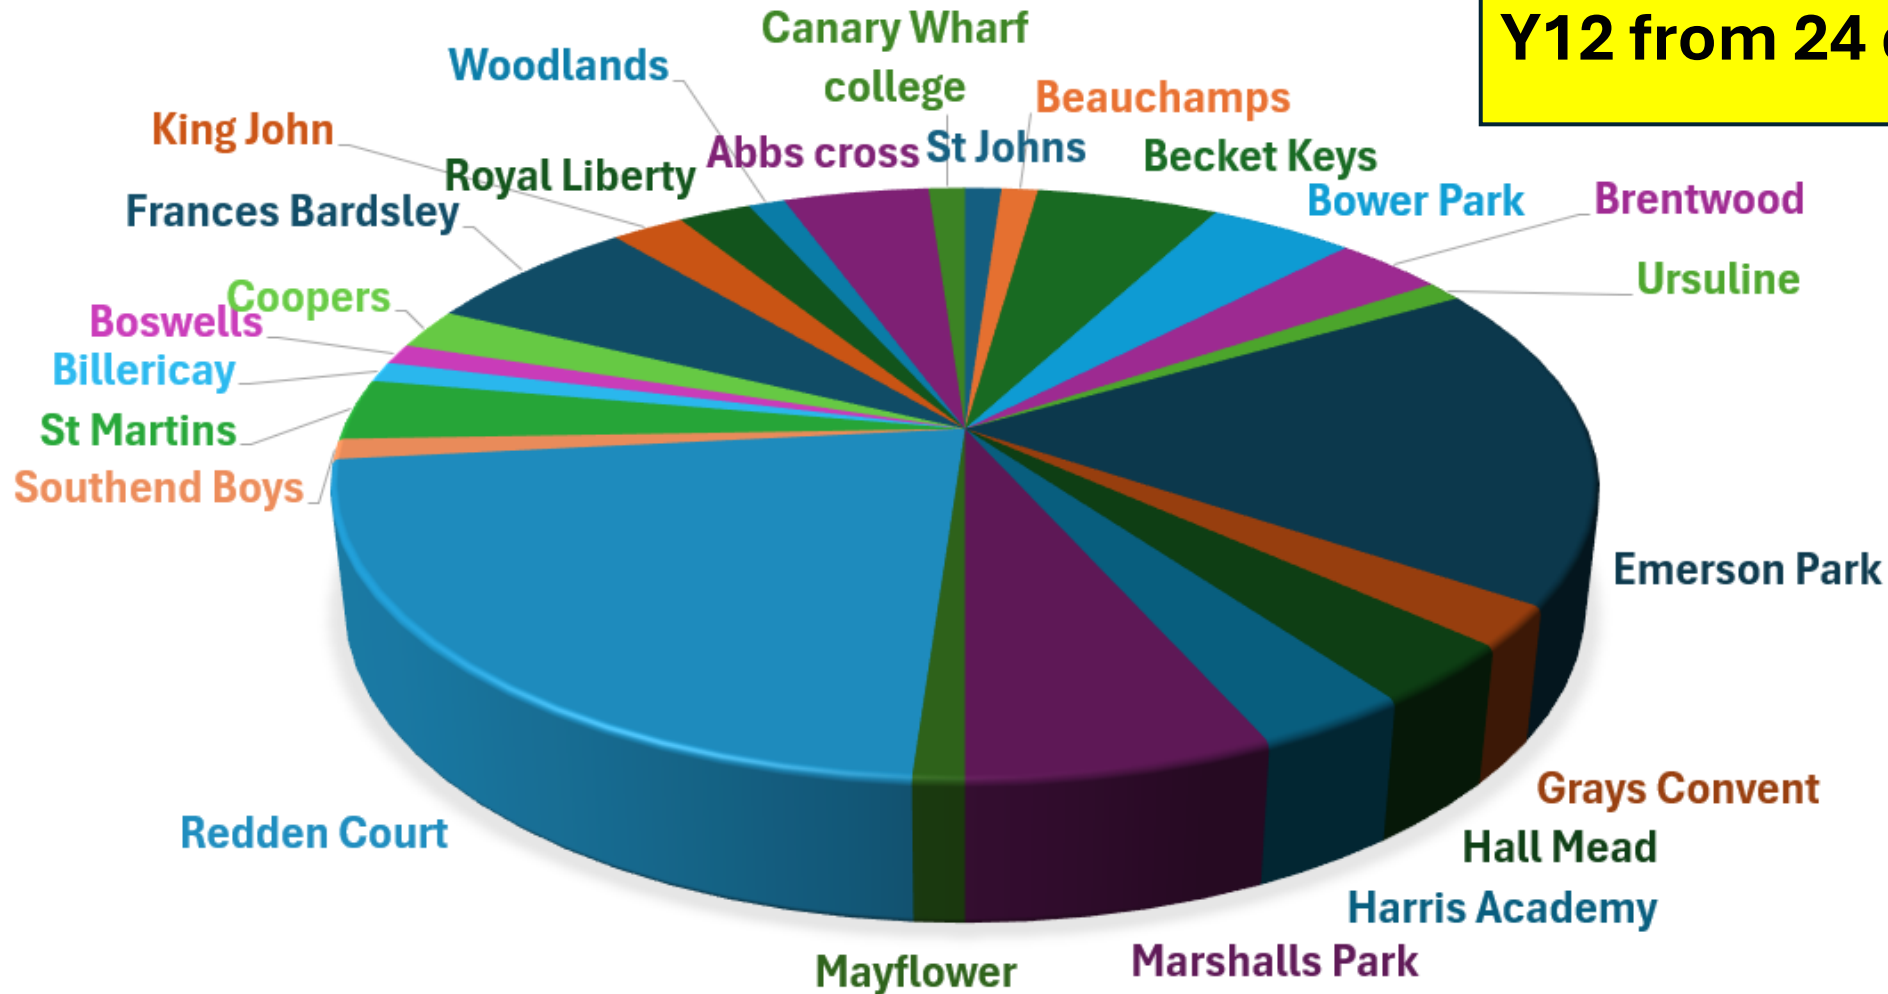 Canary Wharf
college
Y12 from 24
Woodlands
Beauchamps
King John
Abbs cross
St Johns
Becket Keys
Royal Liberty
Bower Park
Brentwood
Frances Bardsley
Ursuline
Coopers
Boswells
Billericay
St Martins
Southend Boys
Emerson Park
Grays Convent
Redden Court
Hall Mead
Harris Academy
Marshalls Park
Mayflower